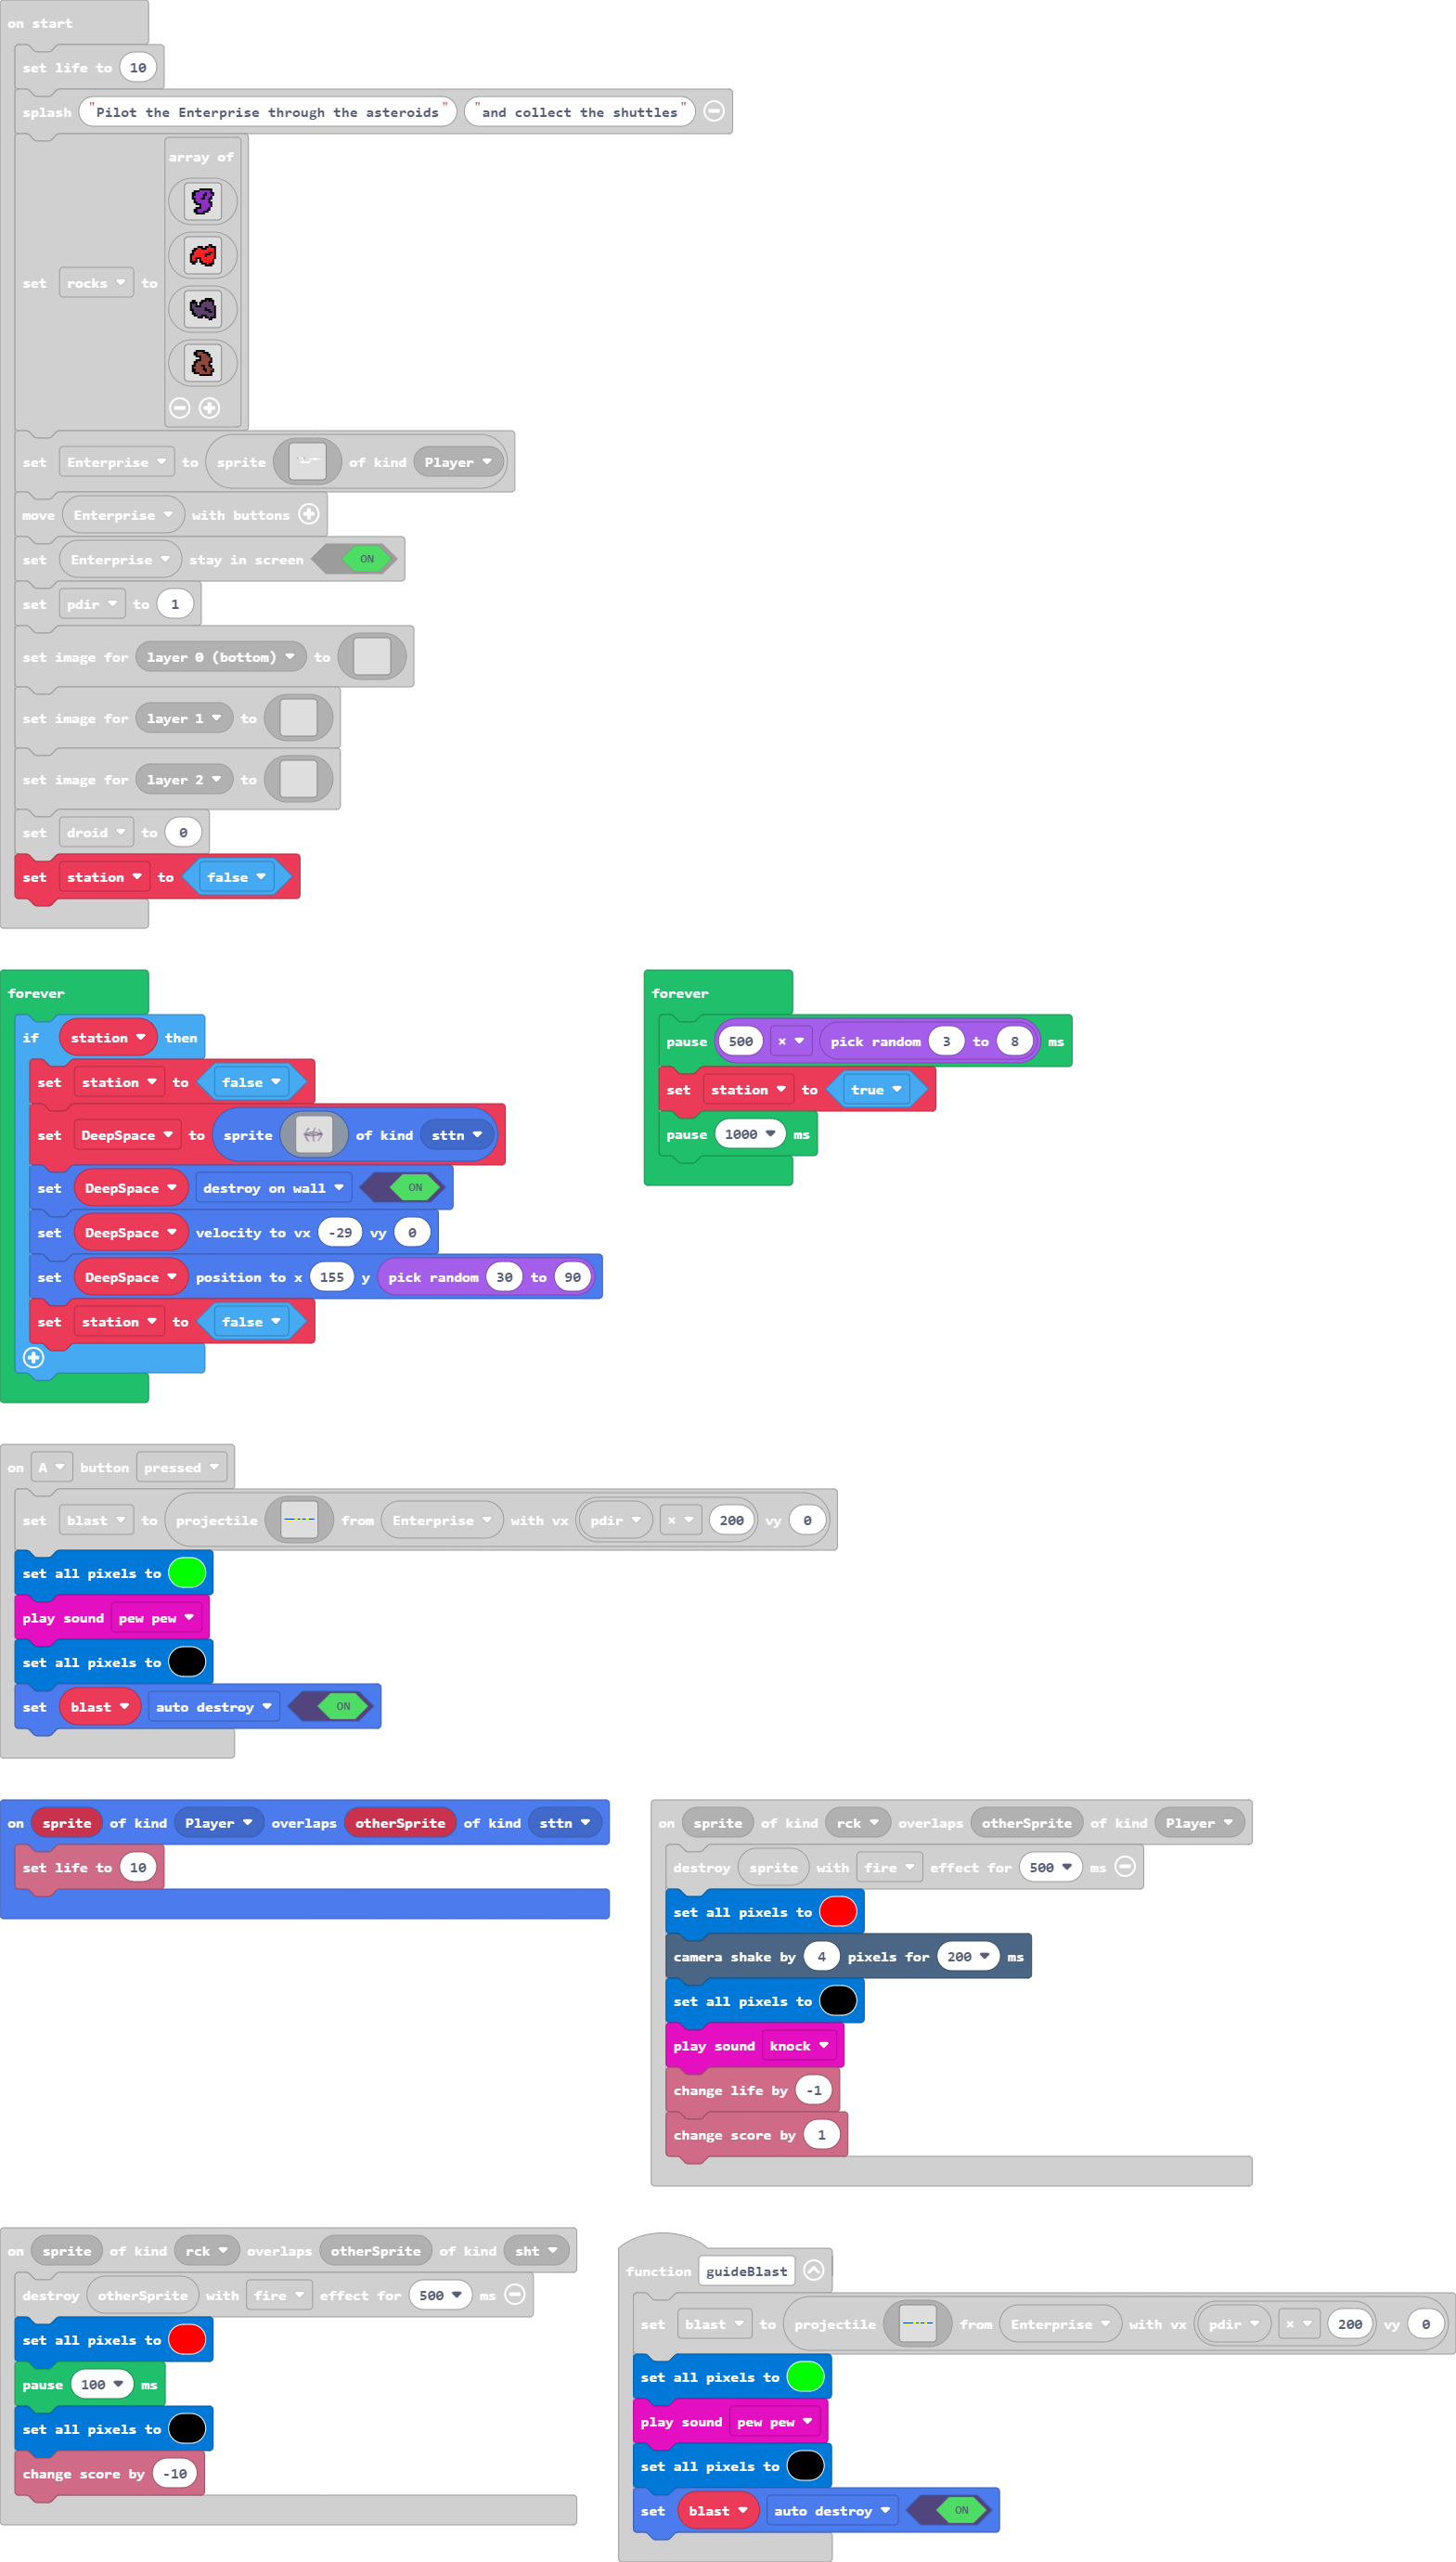 on start
set life to 10
splash "Pilot the Enterprise through the asteroids" "and collect the shuttles"
array of
set rocks to
set Enterprise to sprite of kind Player
move Enterprise with buttons
set Enterprise stay in screen ON
set pdir to 1
set image for layer 0 (bottom) to
set image for layer 1 to
set image for layer 2 to
set droid to 0
set station to false
forever
if station then
set station to false
set DeepSpace to sprite of kind sttn
set DeepSpace destroy on wall ON
set DeepSpace velocity to vx -29 vy 0
set DeepSpace position to x 155 y pick random 30 to 90
set station to false
forever
pause 500 × pick random 3 to 8 ms
set station to true
pause 1000 ms
on A button pressed
set blast to projectile from Enterprise with vx pdir × 200 vy 0
set all pixels to
play sound pew pew
set all pixels to
set blast auto destroy ON
on sprite of kind Player overlaps otherSprite of kind sttn
set life to 10
on sprite of kind rck overlaps otherSprite of kind Player
destroy sprite with fire effect for 500 ms
set all pixels to
camera shake by 4 pixels for 200 ms
set all pixels to
play sound knock
change life by -1
change score by 1
on sprite of kind rck overlaps otherSprite of kind sht
destroy otherSprite with fire effect for 500 ms
set all pixels to
pause 100 ms
set all pixels to
change score by -10
function guideBlast
set blast to projectile from Enterprise with vx pdir × 200 vy 0
set all pixels to
play sound pew pew
set all pixels to
set blast auto destroy ON